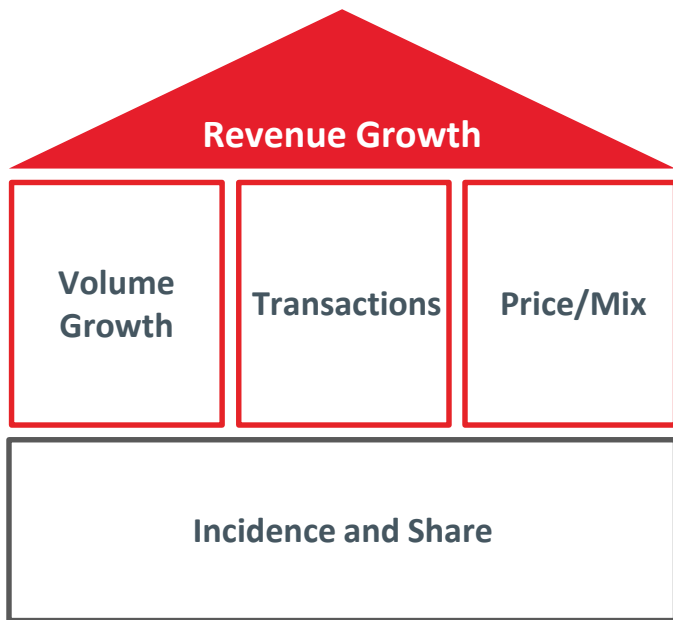 Revenue Growth
Volume
Growth
Transactions
Price/Mix
Incidence and Share